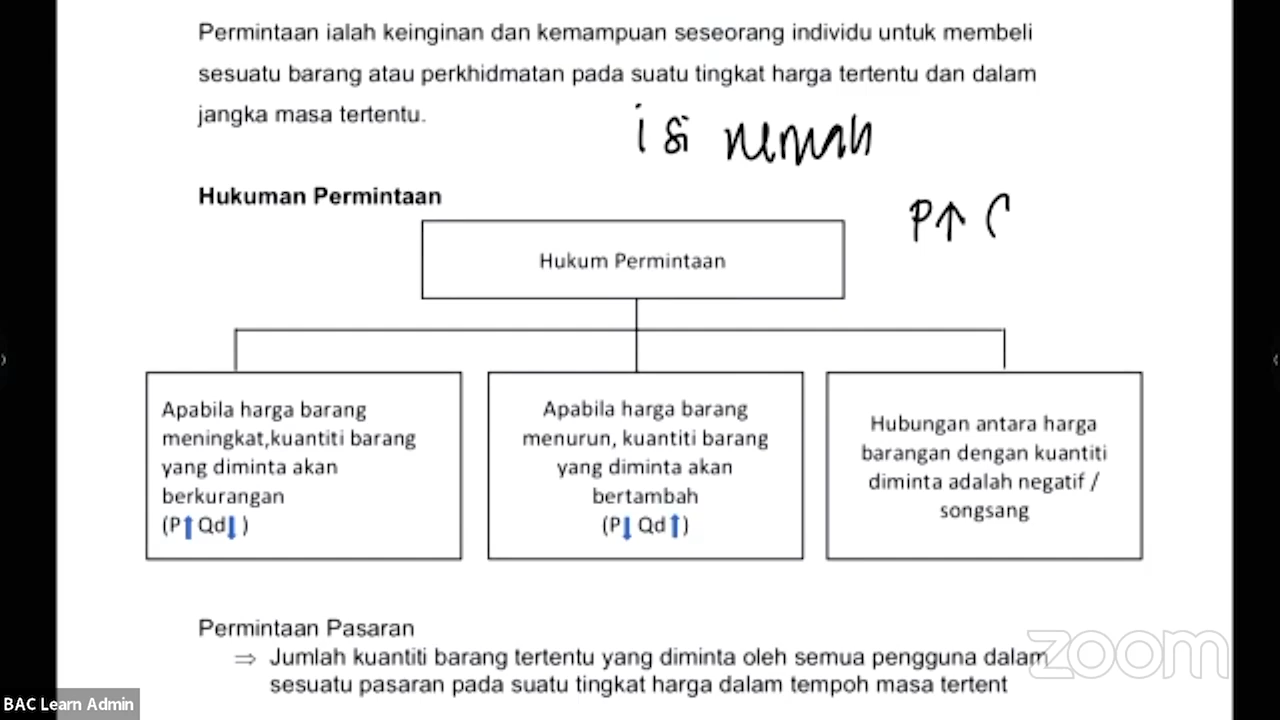 Permintaan ialah keinginan dan kemampuan seseorang individu untuk membeli
sesuatu barang atau perkhidmatan pada suatu tingkat harga tertentu dan dalam
jangka masa tertentu.
isi
Hukuman Permintaan
P↑ (
Hukum Permintaan
Apabila harga barang
meningkat,kuantiti barang
yang diminta akan
berkurangan
(P⬆Qd⬇)
Apabila harga barang
menurun, kuantiti barang
yang diminta akan
bertambah
(P⬇Qd⬆)
Hubungan antara harga
barangan dengan kuantiti
diminta adalah negatif /
songsang
Permintaan Pasaran
⇒ Jumlah kuantiti barang tertentu yang diminta oleh semua pengguna dalam
sesuatu pasaran pada suatu tingkat harga dalam tempoh masa tertent
zoom
BAC Learn Admin